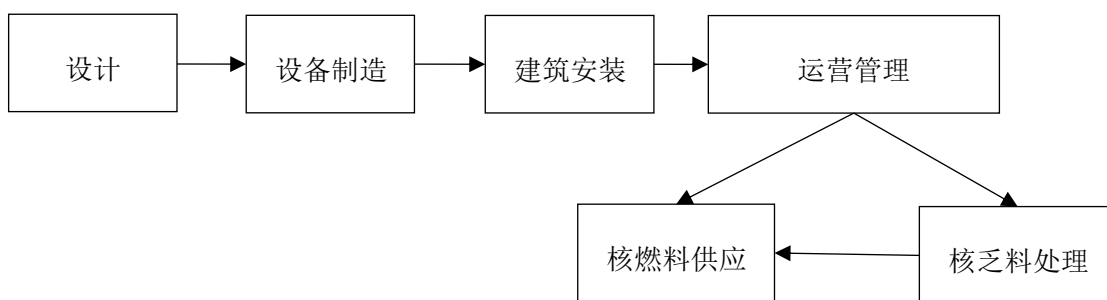 设计
设备制造
建筑安装
运营管理
核燃料供应
核乏料处理